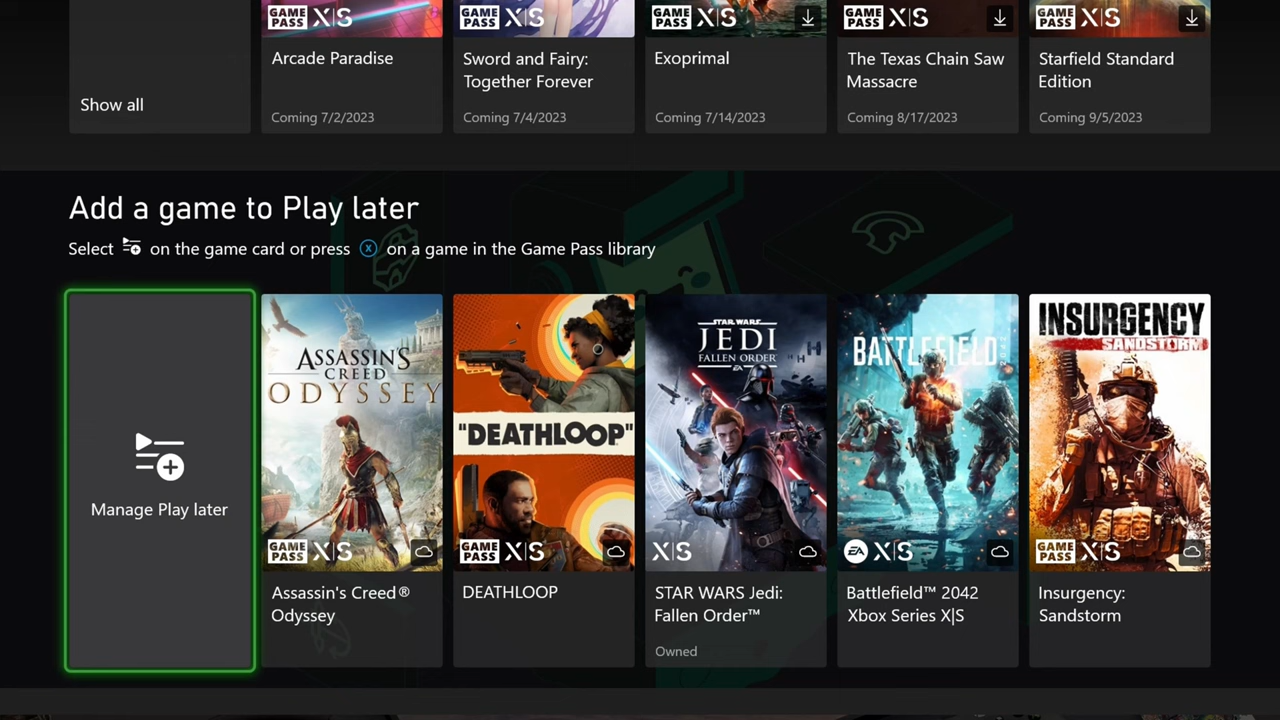 GAME PASS X|S
GAME PASS X|S
GAME PASS X|S
GAME PASS X|S
GAME PASS X|S
Arcade Paradise
Sword and Fairy:
Together Forever
Exoprimal
The Texas Chain Saw
Massacre
Starfield Standard
Edition
Show all
Coming 7/2/2023
Coming 7/4/2023
Coming 7/14/2023
Coming 8/17/2023
Coming 9/5/2023
Add a game to Play later
Select on the game card or press X on a game in the Game Pass library
Manage Play later
ASSASSIN'S
CREED
ODYSSEY
GAME PASS X|S
Assassin's Creed®
Odyssey
"DEATHLOOP"
GAME PASS X|S
DEATHLOOP
STAR WARS
JEDI
FALLEN ORDER™
EA
X|S
STAR WARS Jedi:
Fallen Order™
Owned
BATTLEFIELD 2042
EA X|S
Battlefield™ 2042
Xbox Series X|S
INSURGENCY
SANDSTORM
GAME PASS X|S
Insurgency:
Sandstorm